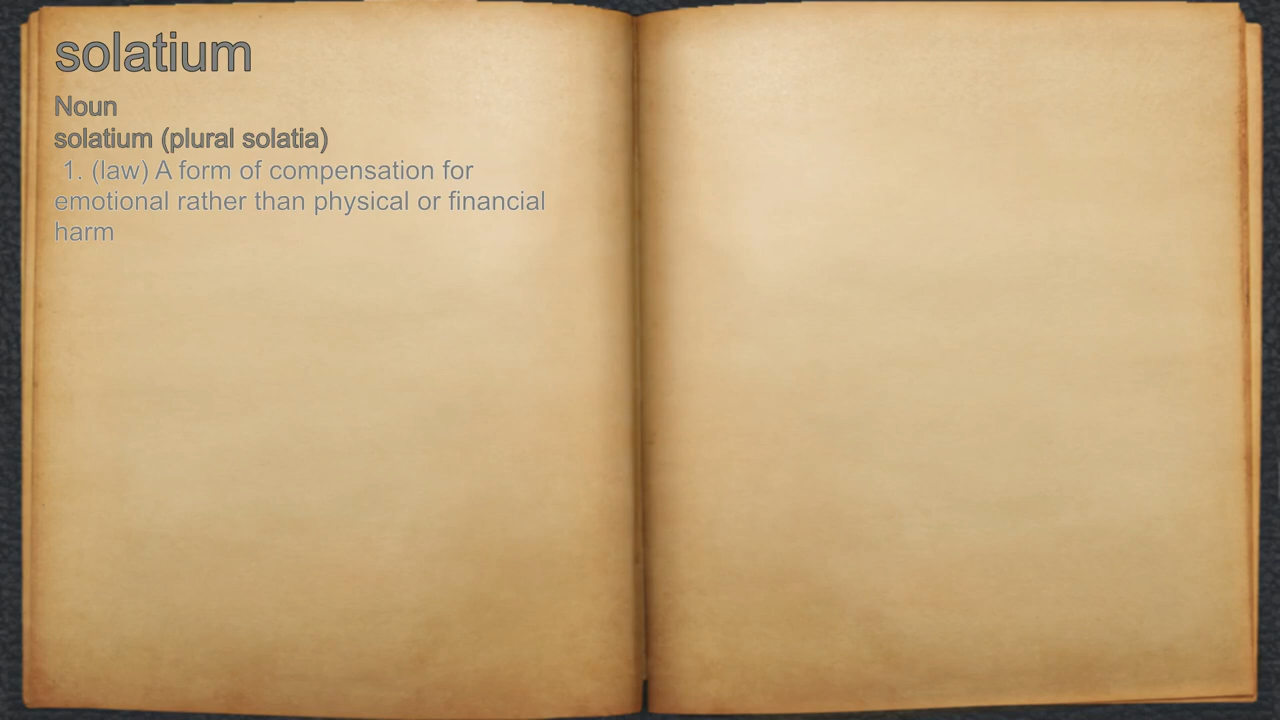 solatium
Noun
solatium (plural solatia)
1. (law) A form of compensation for
emotional rather than physical or financial
harm